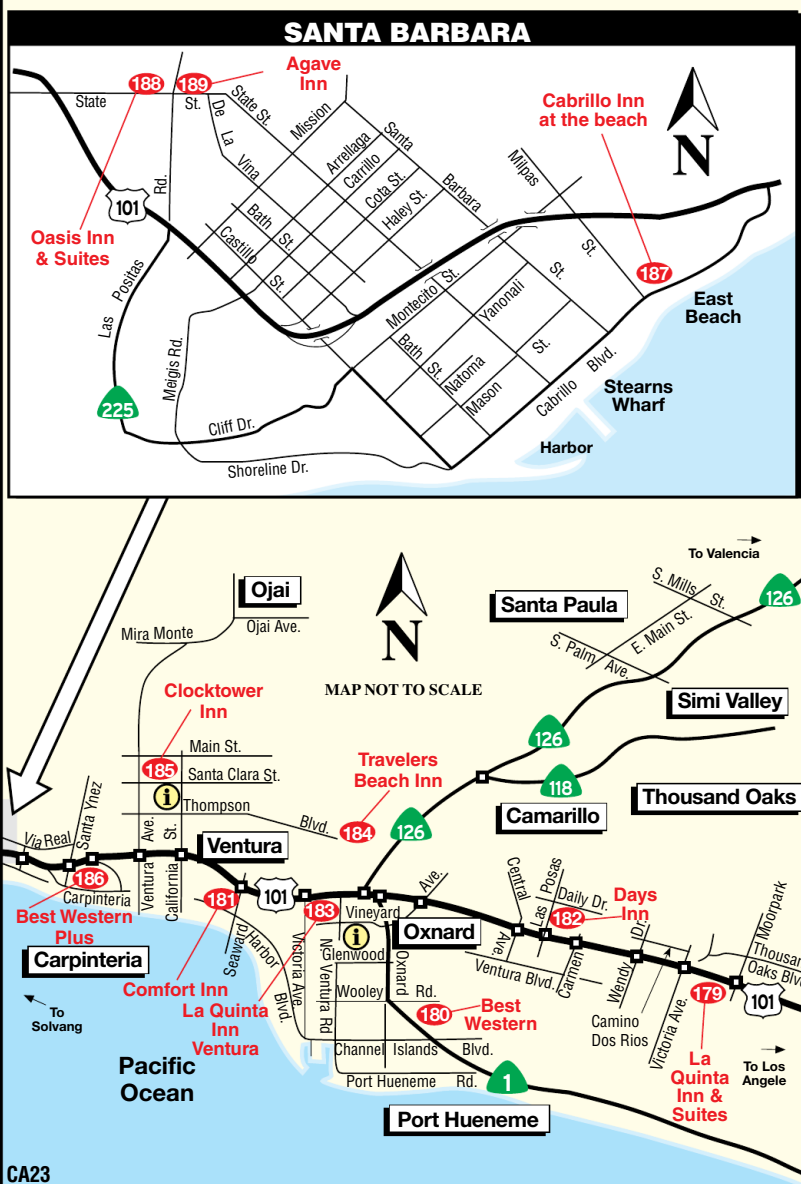 SANTA BARBARA
188
189
Agave
Inn
State
St.
State St.
De
La
Vina
Mission
Arrellaga
Carrillo
Cota St.
Haley St.
Santa
Barbara
St.
Milpas
St.
Cabrillo Inn
at the beach
N
101
Rd.
Oasis Inn
& Suites
Las Positas
Bath
St.
Castillo
St.
187
East
Beach
Montecito St.
Yanonali
St.
Bath
St.
Natoma
Mason
Cabrillo Blvd.
Stearns
Wharf
Harbor
Meigis Rd.
225
Cliff Dr.
Shoreline Dr.
To Valencia
Ojai
Ojai Ave.
Mira Monte
N
MAP NOT TO SCALE
Santa Paula
S. Mills St.
E. Main St.
S. Palm Ave.
126
Simi Valley
126
118
Camarillo
Thousand Oaks
Clocktower
Inn
Main St.
185
Santa Clara St.
i
Thompson
Blvd.
Travelers
Beach Inn
184
126
Via Real
Santa Ynez
Ventura Ave.
California St.
Ventura
186
Carpinteria
Best Western
Plus
Carpinteria
181
101
Seaward
Harbor
Blvd.
Comfort Inn
183
La Quinta
Inn
Ventura
Victoria Ave.
N. Ventura Rd
Vineyard
Ave.
i
Glenwood
Oxnard
Oxnard
Wooley Rd.
180
Best
Western
Channel Islands Blvd.
Port Hueneme Rd.
1
Port Hueneme
Central
Ave.
Las Posas
Daily Dr.
182
Days
Inn
Ventura Blvd.
Carmen
Wendy Dr.
Camino
Dos Rios
Victoria Ave.
179
La
Quinta
Inn &
Suites
Moorpark
Thousan
Oaks Blv
101
To Los
Angele
To
Solvang
Pacific
Ocean
CA23